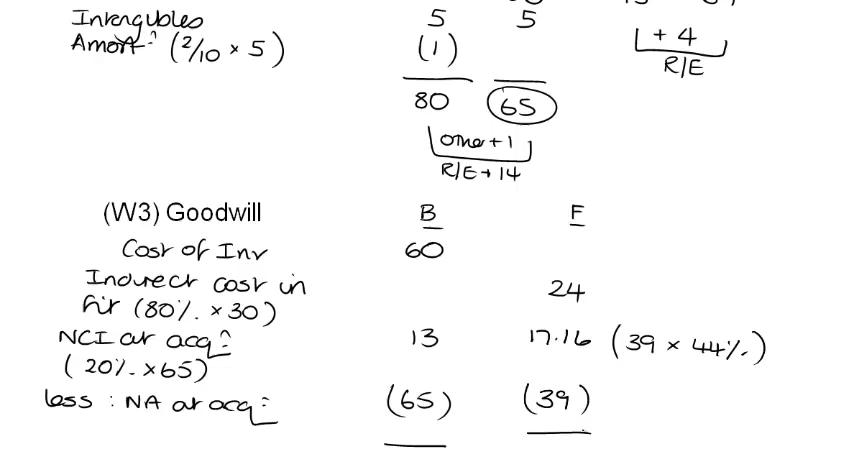 Intangibles 5 5
Amort? (2/10 × 5) (1) + 4
R/E
80 65
other + 1
R/E + 14
(W3) Goodwill B F
Cost of Inv 60
Indirect cost in
Fir (80% × 30) 24
NCI at acq: 13 17.16 (39 × 44%)
(20% × 65)
less : NA at acq: (65) (39)